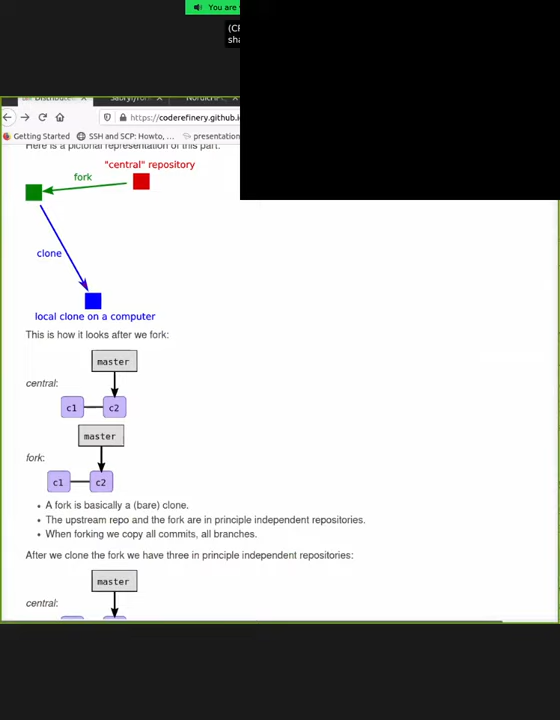 You are
(CR
sha
Distribute
Sabryr/for
NordicHPC
https://coderefinery.github.i
Getting Started SSH and SCP: Howto, ... presentation
Here is a pictorial representation of this part.
"central" repository
fork
clone
local clone on a computer
This is how it looks after we fork:
master
central:
c1 c2
master
fork:
c1 c2
• A fork is basically a (bare) clone.
• The upstream repo and the fork are in principle independent repositories.
• When forking we copy all commits, all branches.
After we clone the fork we have three in principle independent repositories:
master
central: